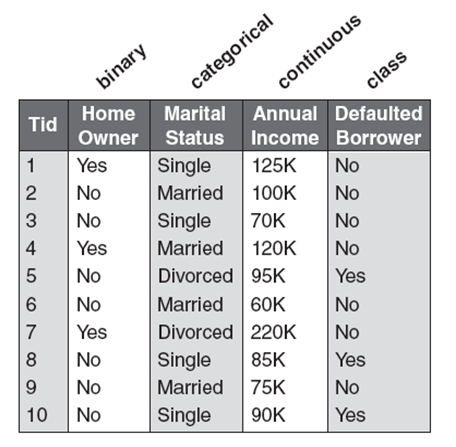 binary categorical continuous class
Tid Home Owner Marital Status Annual Income Defaulted Borrower
1 Yes Single 125K No
2 No Married 100K No
3 No Single 70K No
4 Yes Married 120K No
5 No Divorced 95K Yes
6 No Married 60K No
7 Yes Divorced 220K No
8 No Single 85K Yes
9 No Married 75K No
10 No Single 90K Yes